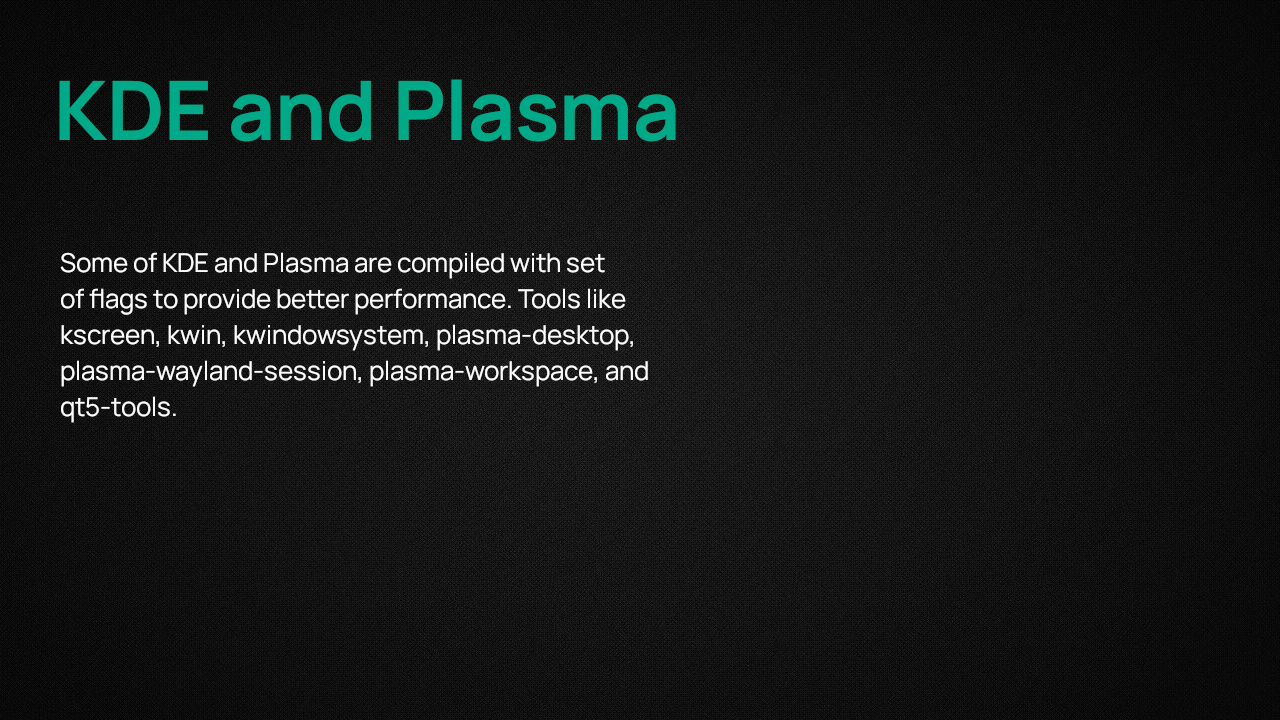 KDE and Plasma
Some of KDE and Plasma are compiled with set
of flags to provide better performance. Tools like
kscreen, kwin, kwindowsystem, plasma-desktop,
plasma-wayland-session, plasma-workspace, and
qt5-tools.